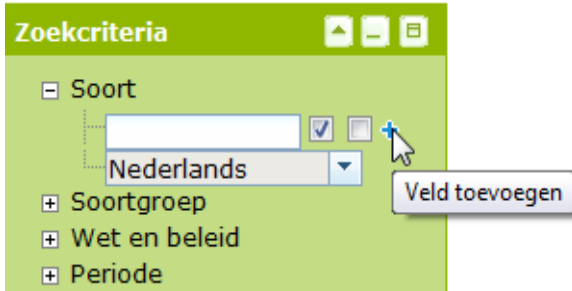 Zoekcriteria
Soort
Nederlands
Veld toevoegen
Soortgroep
Wet en beleid
Periode